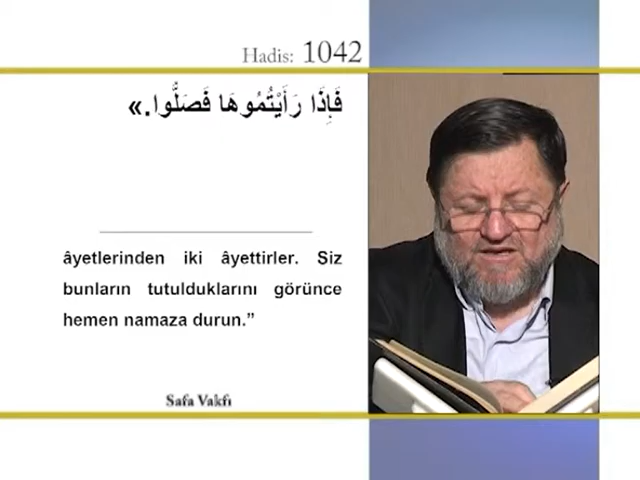 Hadis: 1042
فَإِذَا رَأَيْتُمُوهَا فَصَلُّوا.»
âyetlerinden iki âyettirler. Siz
bunların tutulduklarını görünce
hemen namaza durun.”
Safa Vakfı